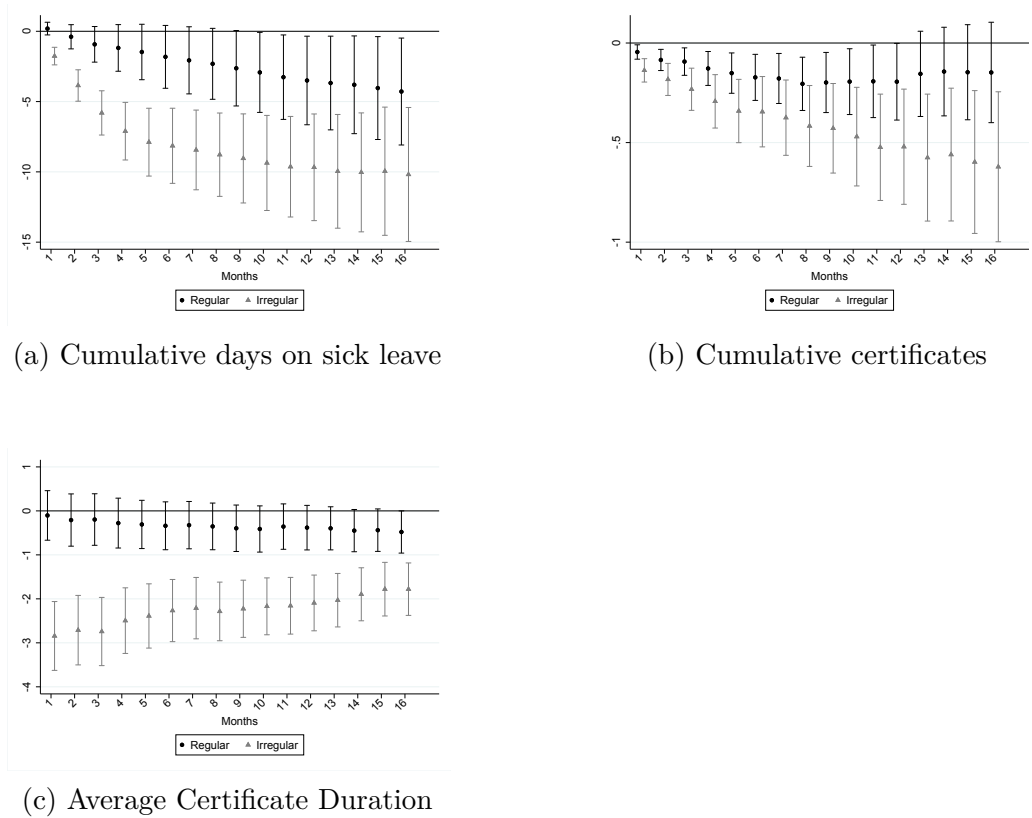 0
-5
-10
-15
1 2 3 4 5 6 7 8 9 10 11 12 13 14 15 16
Months
Regular Irregular
(a) Cumulative days on sick leave
0
-.5
-1
1 2 3 4 5 6 7 8 9 10 11 12 13 14 15 16
Months
Regular Irregular
(b) Cumulative certificates
1
0
-1
-2
-3
-4
1 2 3 4 5 6 7 8 9 10 11 12 13 14 15 16
Months
Regular Irregular
(c) Average Certificate Duration